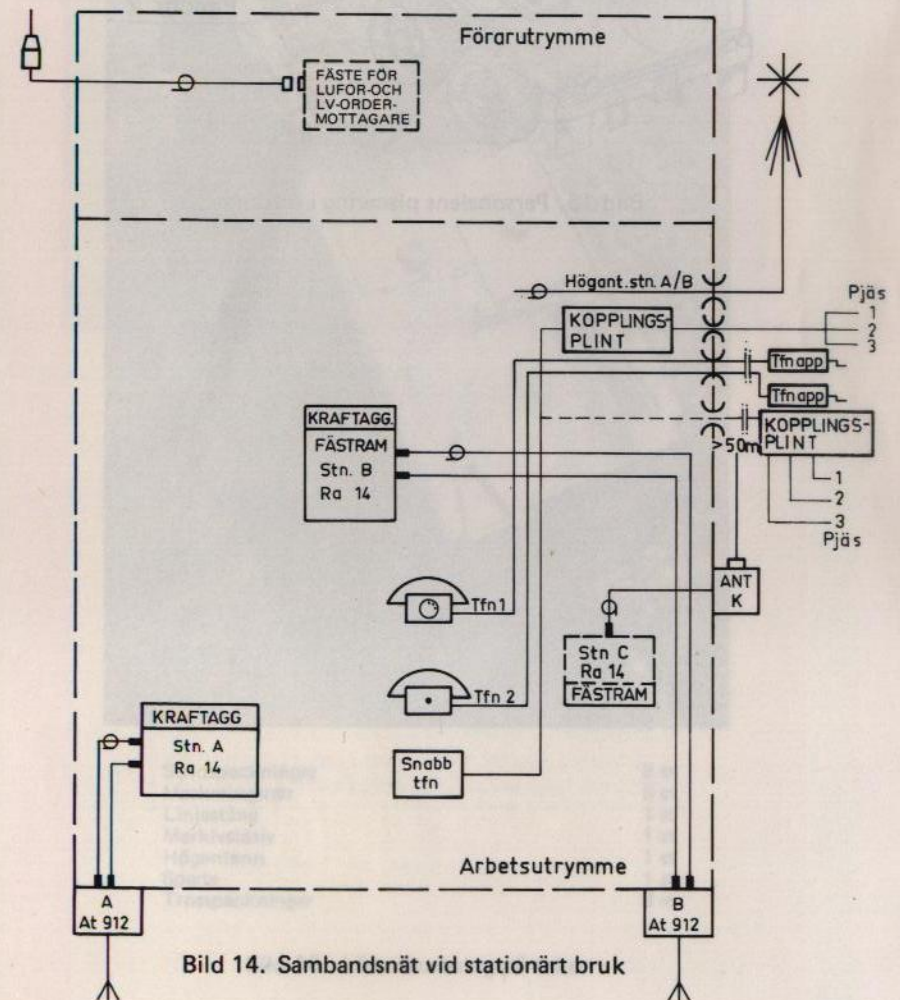 Förarutrymme
FÄSTE FÖR
LUFOR-OCH
LV-ORDER-
MOTTAGARE
Högant.stn. A/B
Pjäs
1
2
3
KOPPLINGS-
PLINT
Tfn app
Tfn app
KOPPLINGS-
PLINT
>50m
1
2
3
Pjäs
KRAFTAGG.
FÄSTRAM
Stn. B
Ra 14
ANT
K
Tfn 1
Stn C
Ra 14
FÄSTRAM
Tfn 2
KRAFTAGG
Stn. A
Ra 14
Snabb
tfn
Arbetsutrymme
A
At 912
B
At 912
Bild 14. Sambandsnät vid stationärt bruk